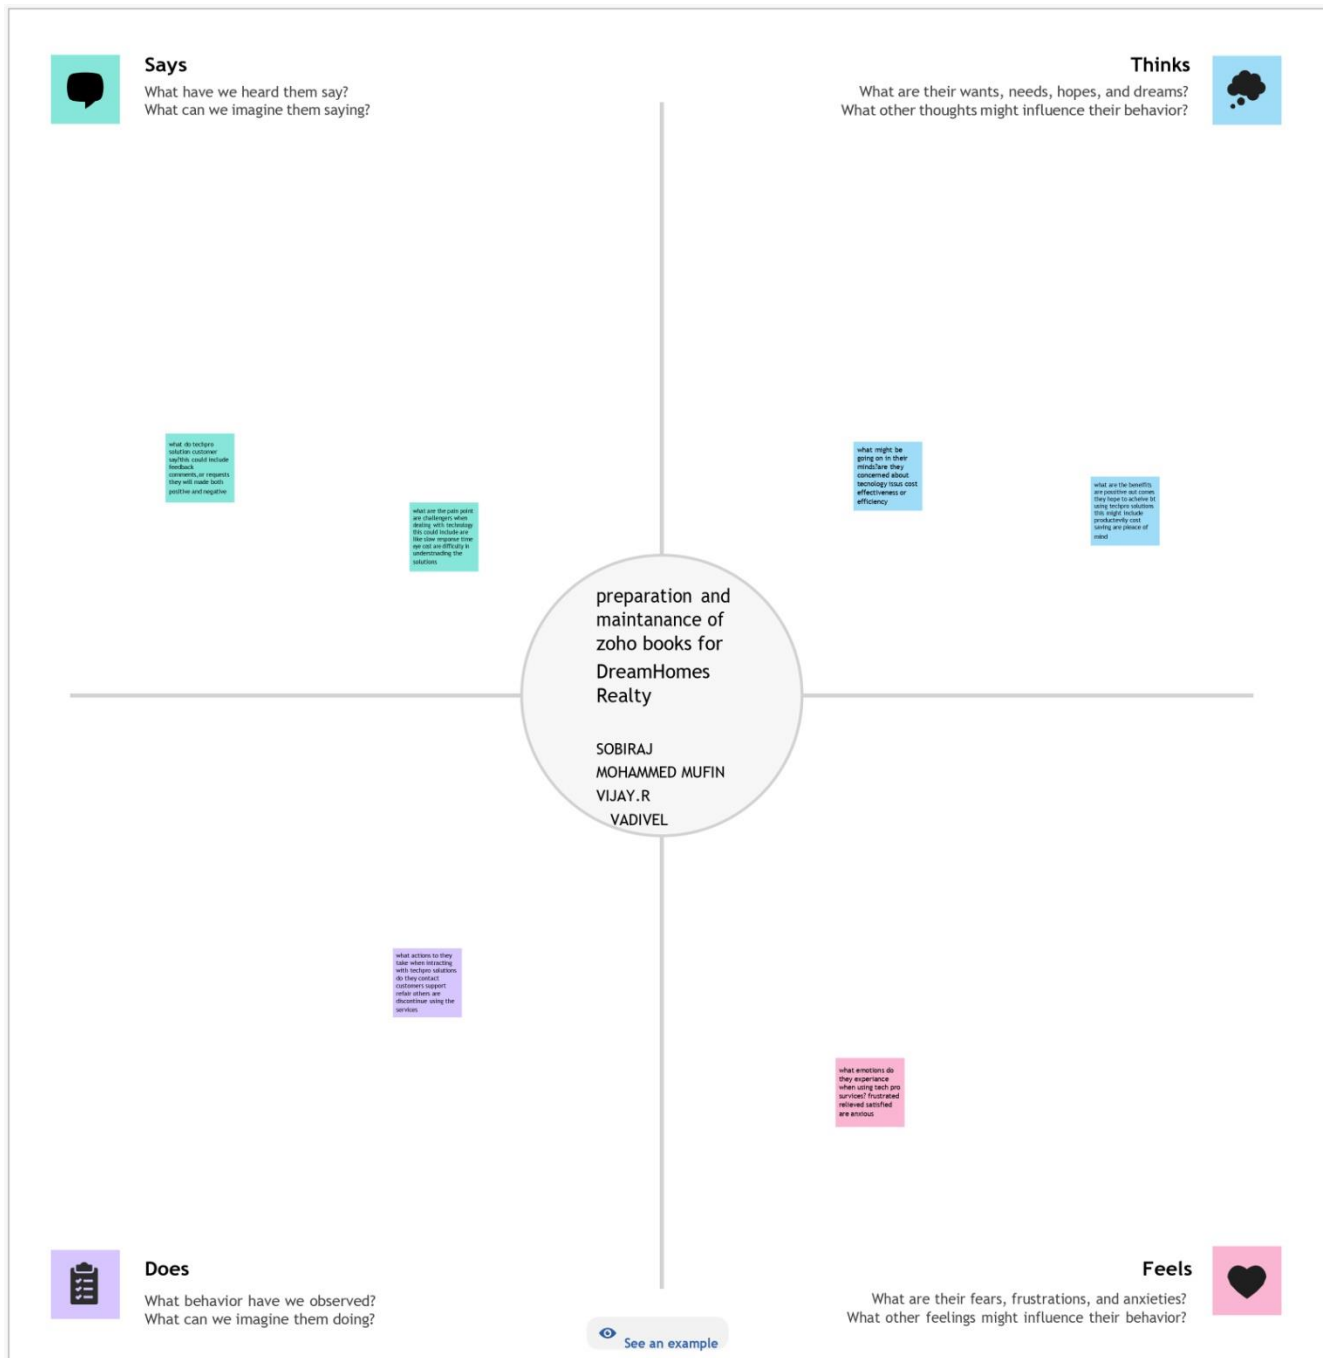 Says
What have we heard them say?
What can we imagine them saying?
Thinks
What are their wants, needs, hopes, and dreams?
What other thoughts might influence their behavior?
what do techpro
solution customer
say?this could include
feedback
comments,or requests
they will made both
positive and negative
what are the pain point
are challengers when
dealing with technology
this could include are
like slow response time
eye cost are difficulty in
understnading the
solutions
what might be
going on in their
minds?are they
concerned about
tecnology issus cost
effectiveness or
efficiency
what are the beneifits
are positive out comes
they hope to acheive bt
using techpro solutions
this might include
productevily cost
saving are pleace of
mind
preparation and
maintanance of
zoho books for
DreamHomes
Realty
SOBIRAJ
MOHAMMED MUFIN
VIJAY.R
VADIVEL
what actions to they
take when intracting
with techpro solutions
do they contact
customers support
refair others are
discontinue using the
services
what emotions do
they experiance
when using tech pro
survices? frustrated
relieved satisfied
are anxious
Does
What behavior have we observed?
What can we imagine them doing?
Feels
What are their fears, frustrations, and anxieties?
What other feelings might influence their behavior?
See an example